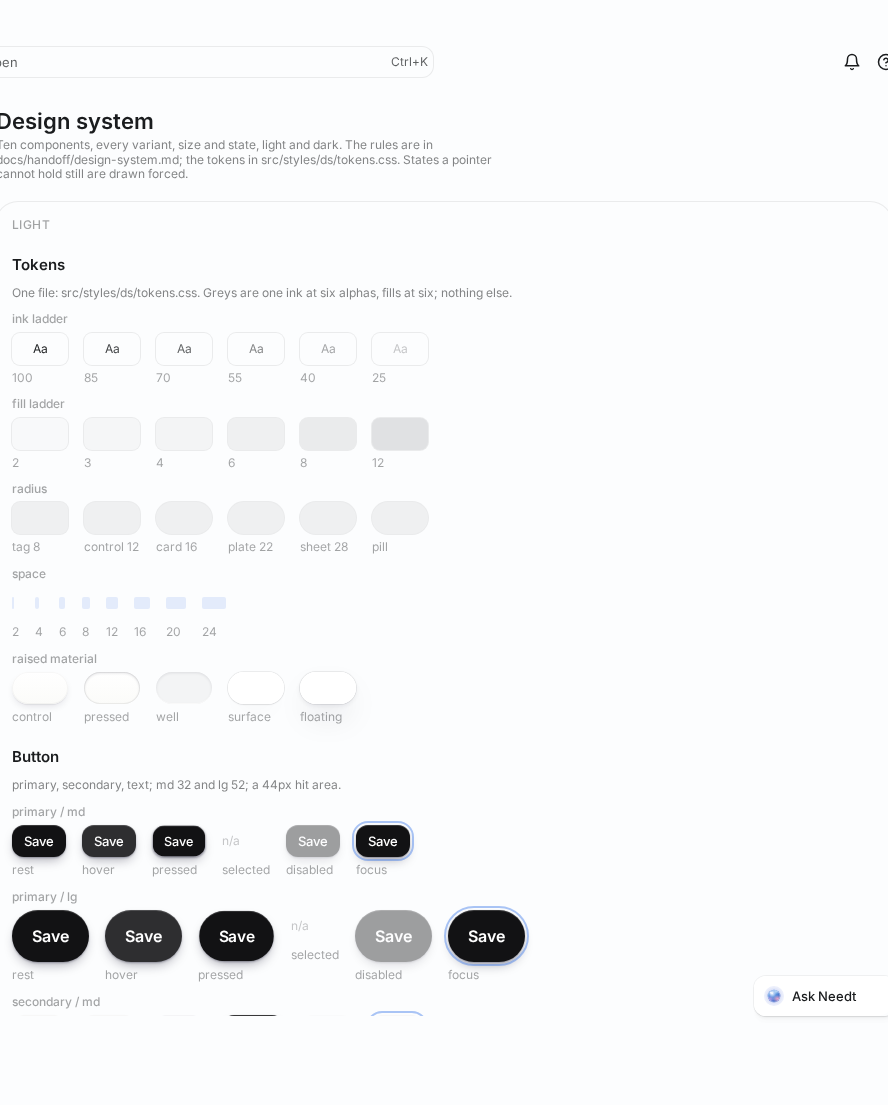 Ctrl+K
Design system
Ten components, every variant, size and state, light and dark. The rules are in
docs/handoff/design-system.md; the tokens in src/styles/ds/tokens.css. States a pointer
cannot hold still are drawn forced.
LIGHT
Tokens
One file: src/styles/ds/tokens.css. Greys are one ink at six alphas, fills at six; nothing else.
ink ladder
Aa Aa Aa Aa Aa Aa
100 85 70 55 40 25
fill ladder
2 3 4 6 8 12
radius
tag 8 control 12 card 16 plate 22 sheet 28 pill
space
2 4 6 8 12 16 20 24
raised material
control pressed well surface floating
Button
primary, secondary, text; md 32 and lg 52; a 44px hit area.
primary / md
Save Save Save n/a Save Save
rest hover pressed selected disabled focus
primary / lg
Save Save Save n/a Save Save
rest hover pressed selected disabled focus
secondary / md
Ask Needt